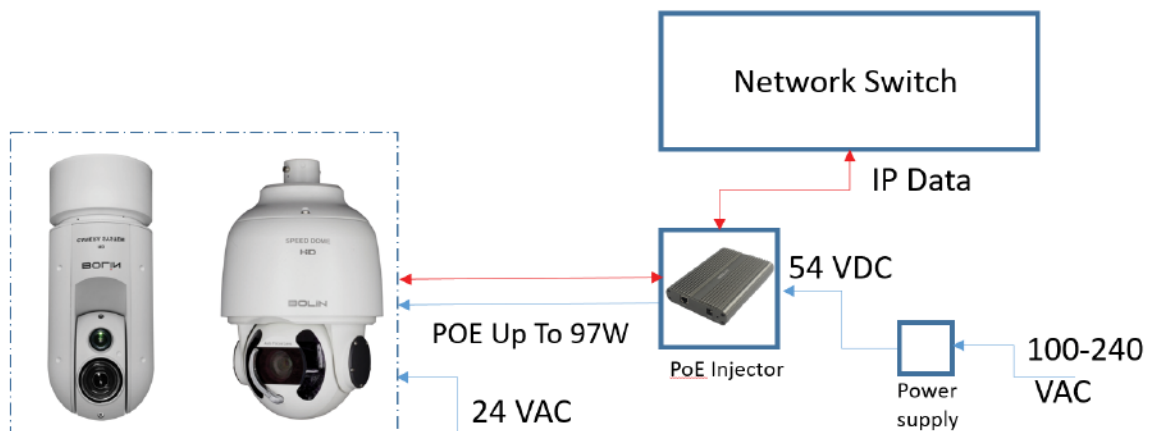 Network Switch
IP Data
SPEED DOME
HD
BOLIN
BOLIN
54 VDC
POE Up To 97W
PoE Injector
100-240
VAC
Power
supply
24 VAC